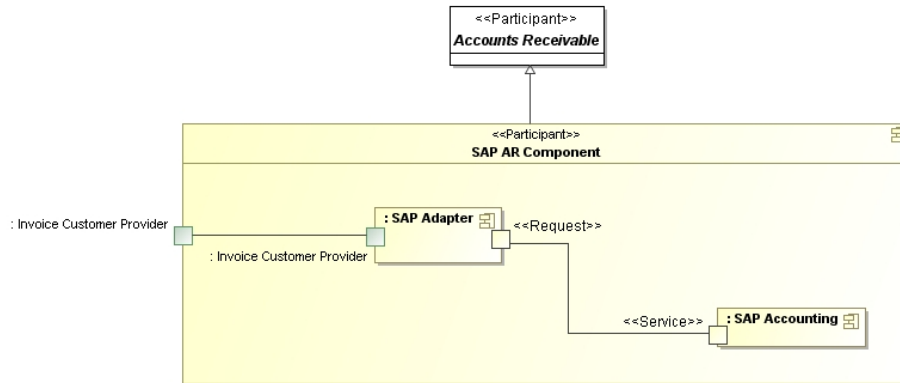 <<Participant>>
Accounts Receivable
<<Participant>>
SAP AR Component
: Invoice Customer Provider
: SAP Adapter
<<Request>>
: Invoice Customer Provider
<<Service>>
: SAP Accounting